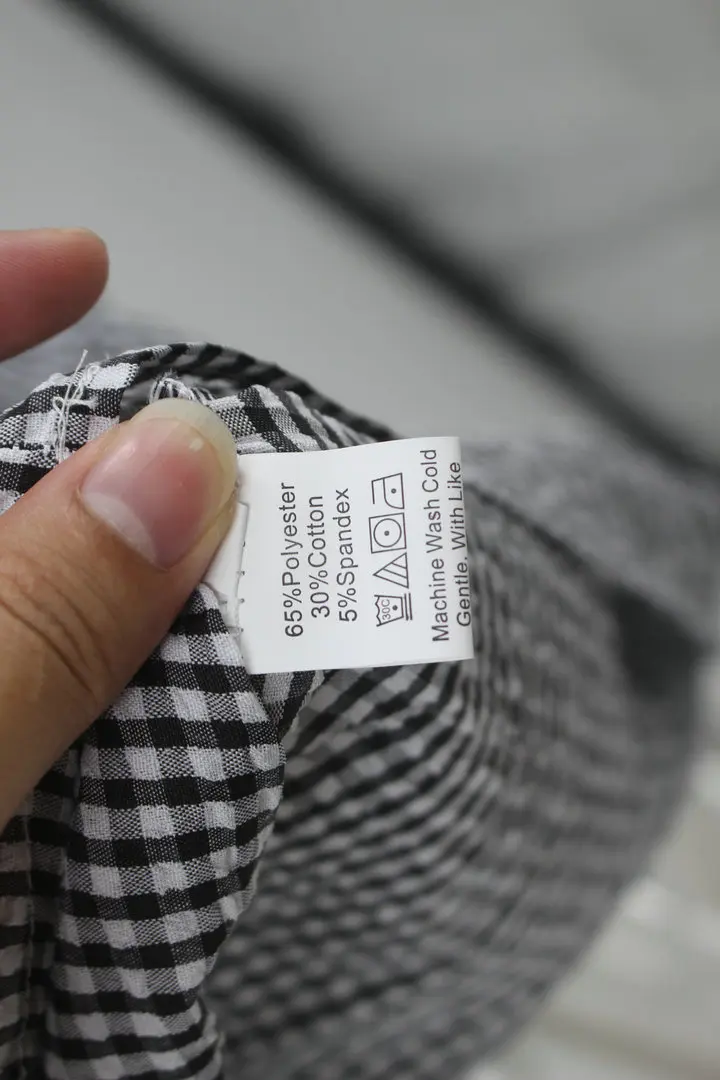 65%Polyester
30%Cotton
5%Spandex
30C
Machine Wash Cold
Gentle, With Like